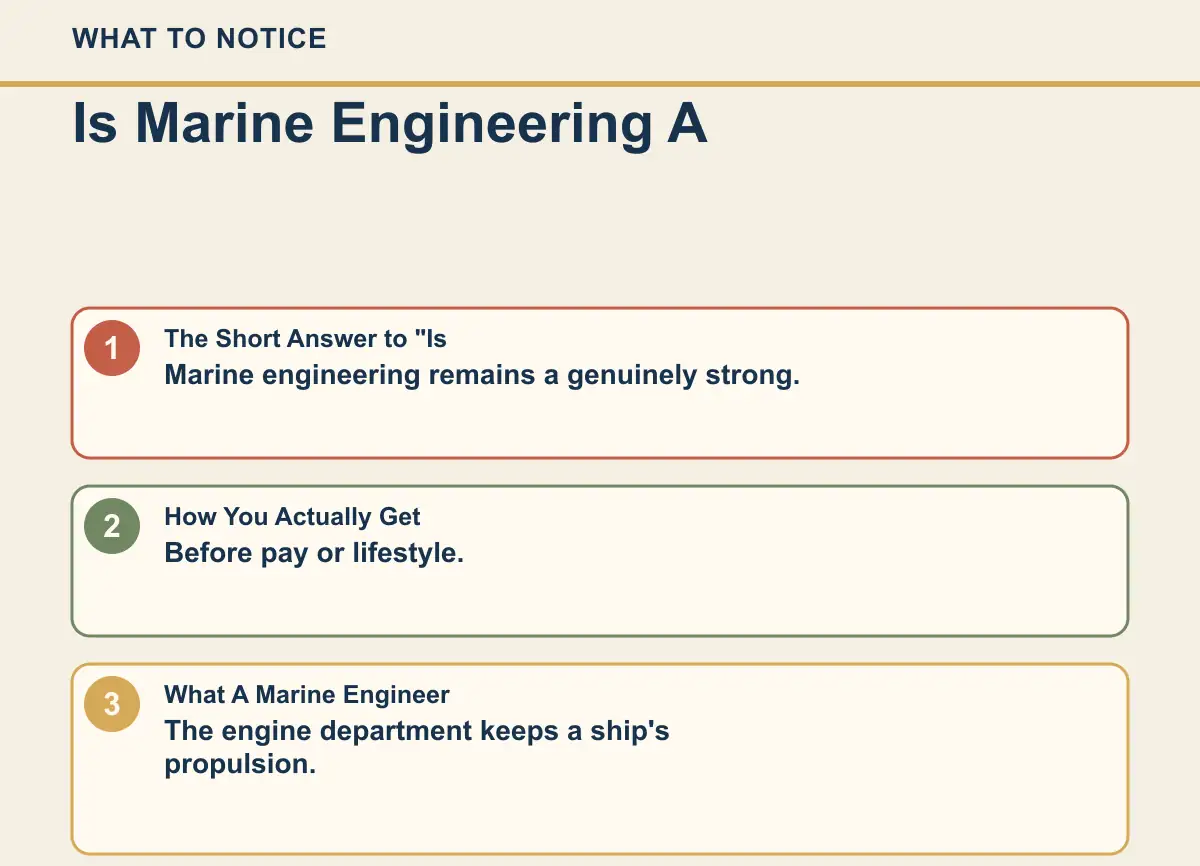 WHAT TO NOTICE
Is Marine Engineering A
1
The Short Answer to "Is
Marine engineering remains a genuinely strong.
2
How You Actually Get
Before pay or lifestyle.
3
What A Marine Engineer
The engine department keeps a ship's
propulsion.